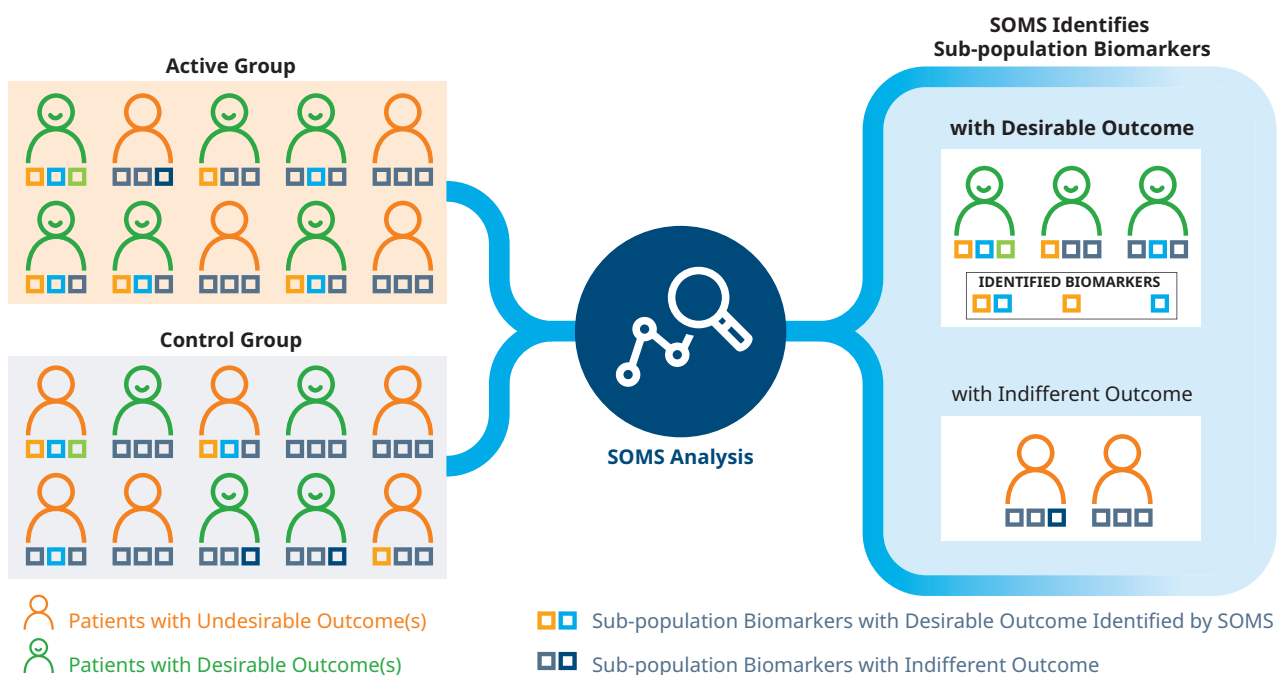 SOMS Identifies
Sub-population Biomarkers
Active Group
with Desirable Outcome
IDENTIFIED BIOMARKERS
Control Group
with Indifferent Outcome
SOMS Analysis
Patients with Undesirable Outcome(s)
Sub-population Biomarkers with Desirable Outcome Identified by SOMS
Patients with Desirable Outcome(s)
Sub-population Biomarkers with Indifferent Outcome